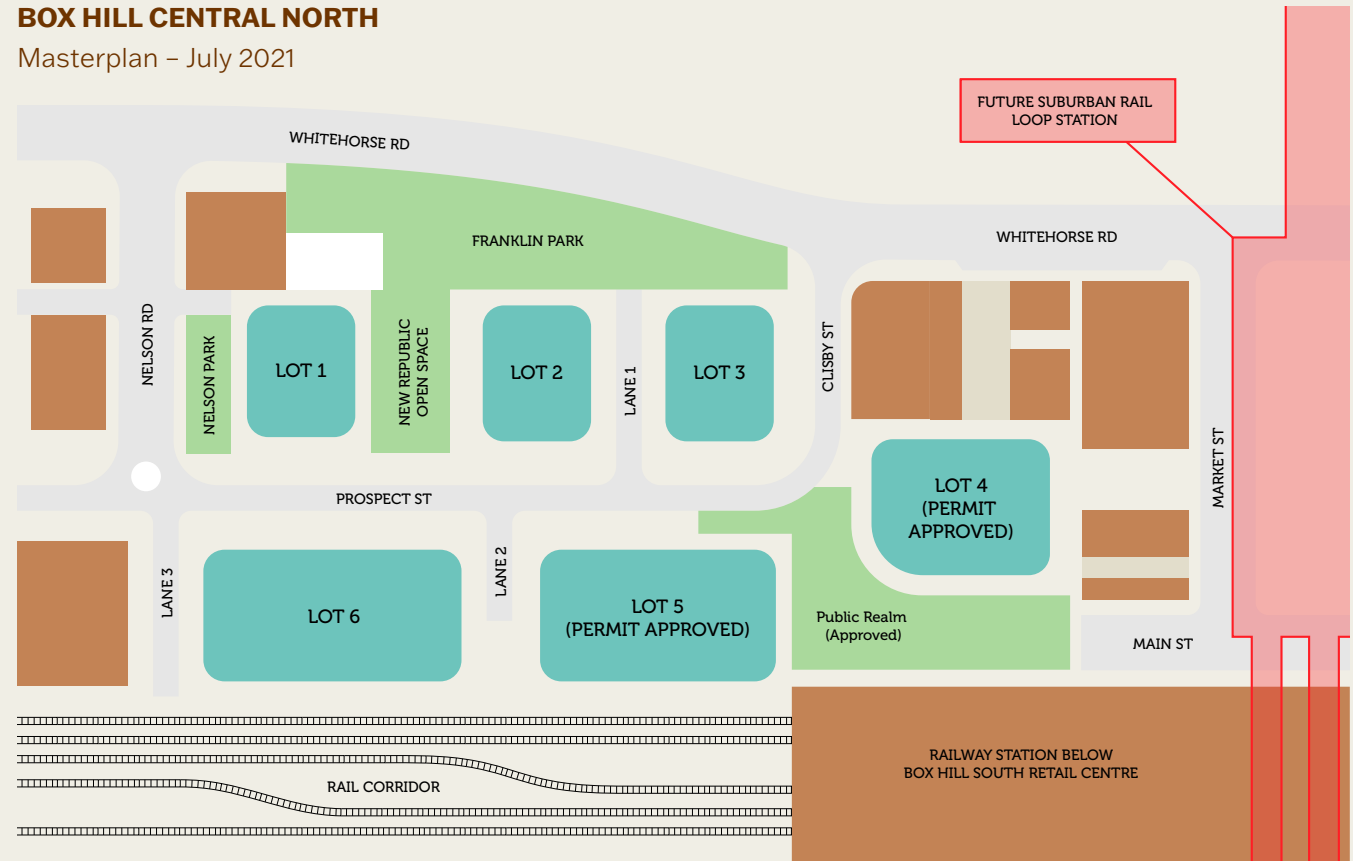 BOX HILL CENTRAL NORTH
Masterplan – July 2021
FUTURE SUBURBAN RAIL
LOOP STATION
WHITEHORSE RD
WHITEHORSE RD
FRANKLIN PARK
NELSON RD
NELSON PARK
LOT 1
NEW REPUBLIC
OPEN SPACE
LOT 2
LANE 1
LOT 3
CLISBY ST
MARKET ST
LOT 4
(PERMIT
APPROVED)
PROSPECT ST
LANE 3
LOT 6
LANE 2
LOT 5
(PERMIT APPROVED)
Public Realm
(Approved)
MAIN ST
RAIL CORRIDOR
RAILWAY STATION BELOW
BOX HILL SOUTH RETAIL CENTRE